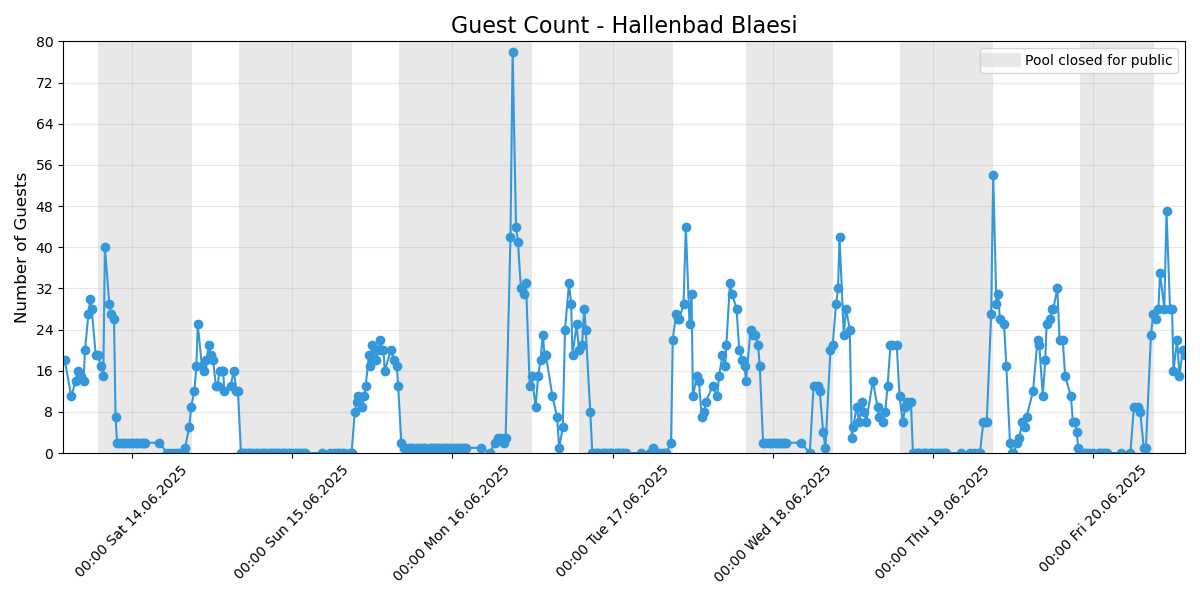 Guest Count - Hallenbad Blaesi
Pool closed for public
Number of Guests
80
72
64
56
48
40
32
24
16
8
0
00:00 Sat 14.06.2025
00:00 Sun 15.06.2025
00:00 Mon 16.06.2025
00:00 Tue 17.06.2025
00:00 Wed 18.06.2025
00:00 Thu 19.06.2025
00:00 Fri 20.06.2025